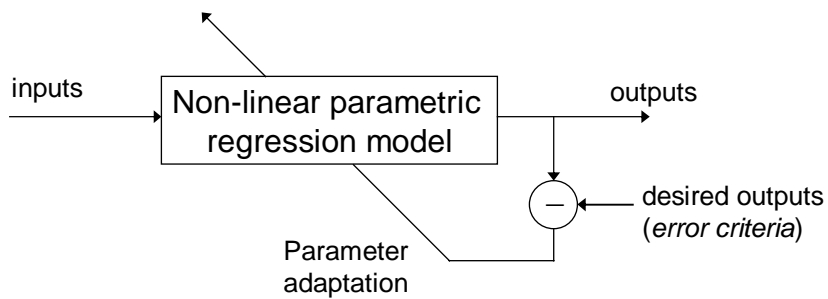 inputs
Non-linear parametric
regression model
outputs
−
desired outputs
(error criteria)
Parameter
adaptation